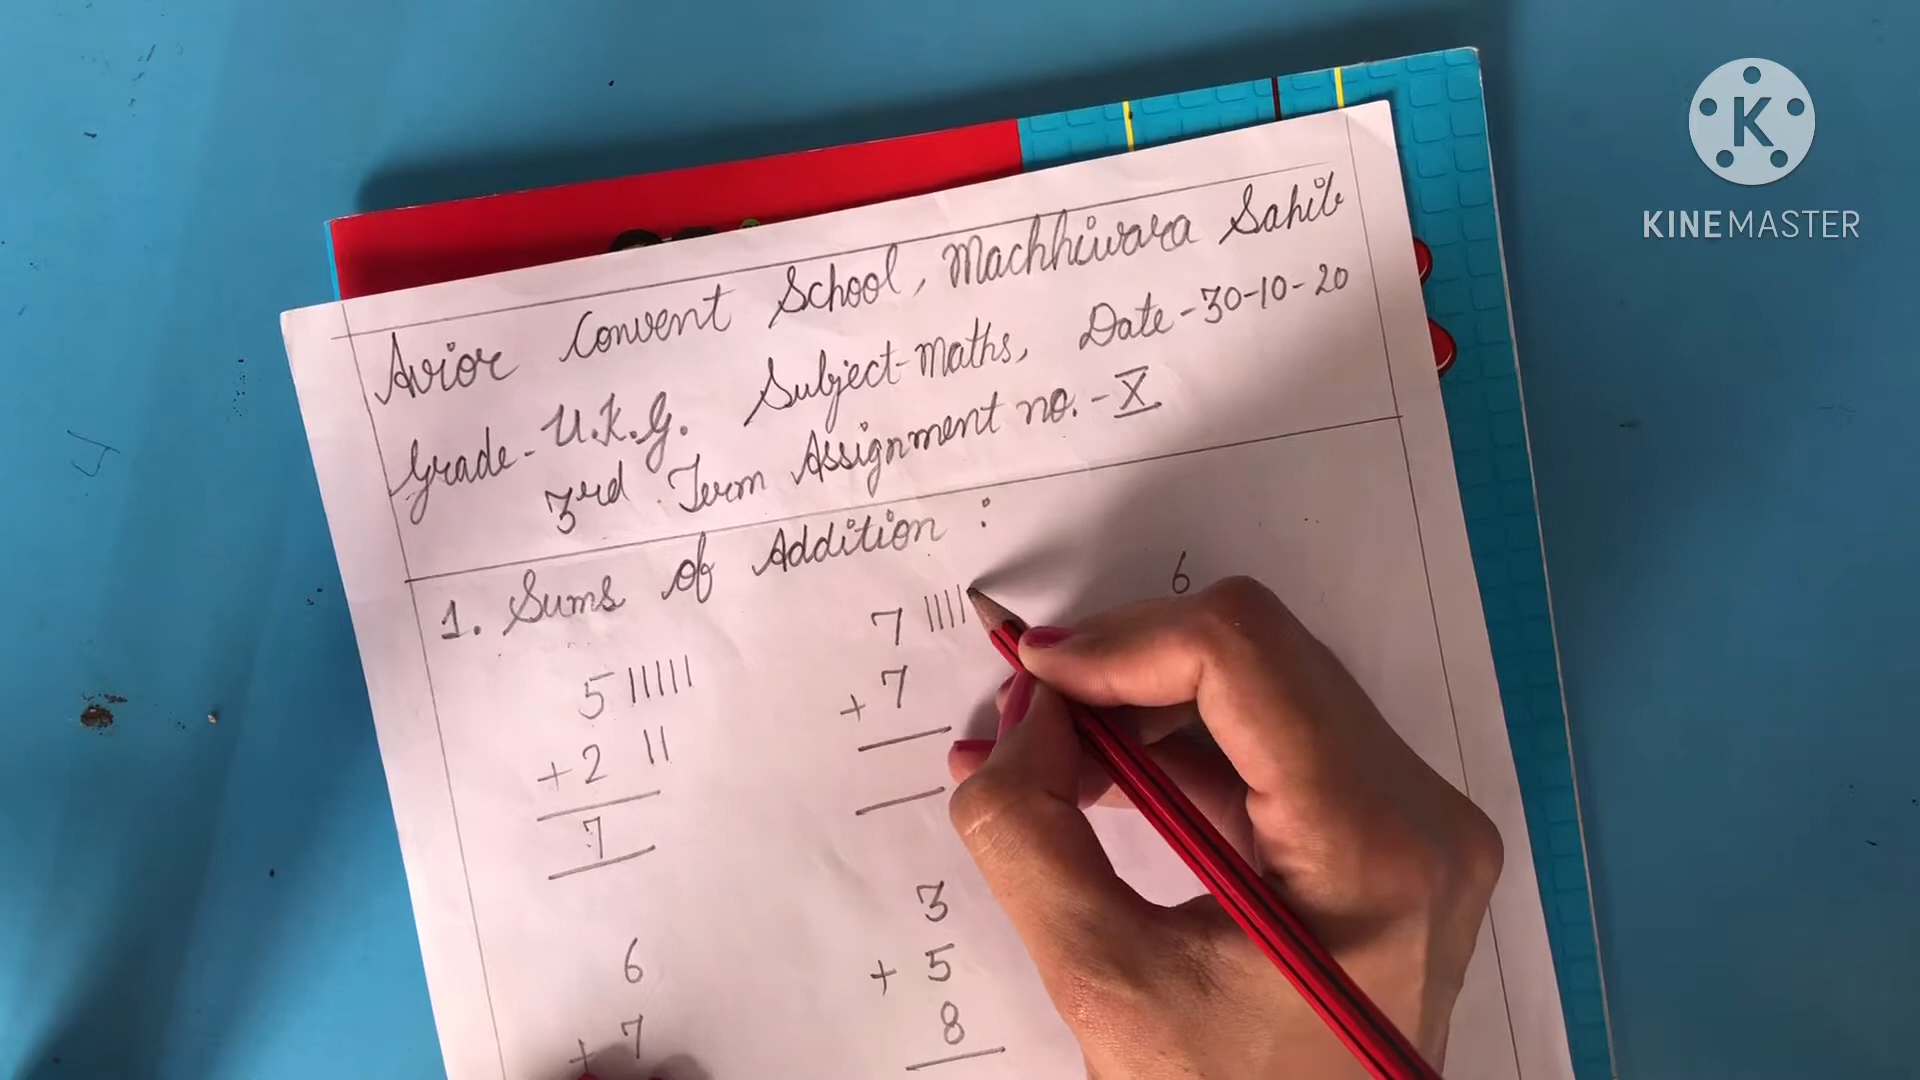 K
KINEMASTER
Avior Convent School, Machhiwara Sahib
Grade-U.K.G. Subject-Maths, Date-30-10-20
3rd Term Assignment no.-X
1. Sums of Addition:
5 |||||
+2 ||
7
7 |||||
+7
6
6
+7
3
+5
8